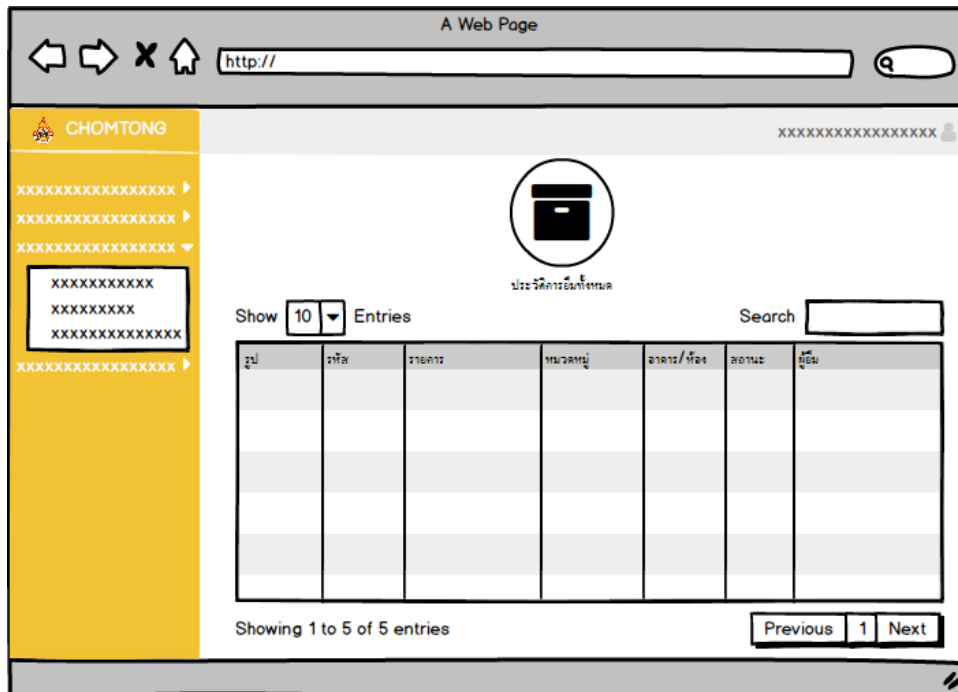 A Web Page
http://
CHOMTONG
xxxxxxxxxxxxxxxxx
xxxxxxxxxxxxxxxxx
xxxxxxxxxxxxxxxxx
xxxxxxxxxxxxxxxxx
xxxxxxxxxxx
xxxxxxxxx
xxxxxxxxxxxxxx
xxxxxxxxxxxxxxxxx
ประวัติการยืมทั้งหมด
Show 10 Entries Search
รูป รหัส รายการ หมวดหมู่ อาคาร/ห้อง สถานะ ผู้ยืม
Showing 1 to 5 of 5 entries Previous 1 Next